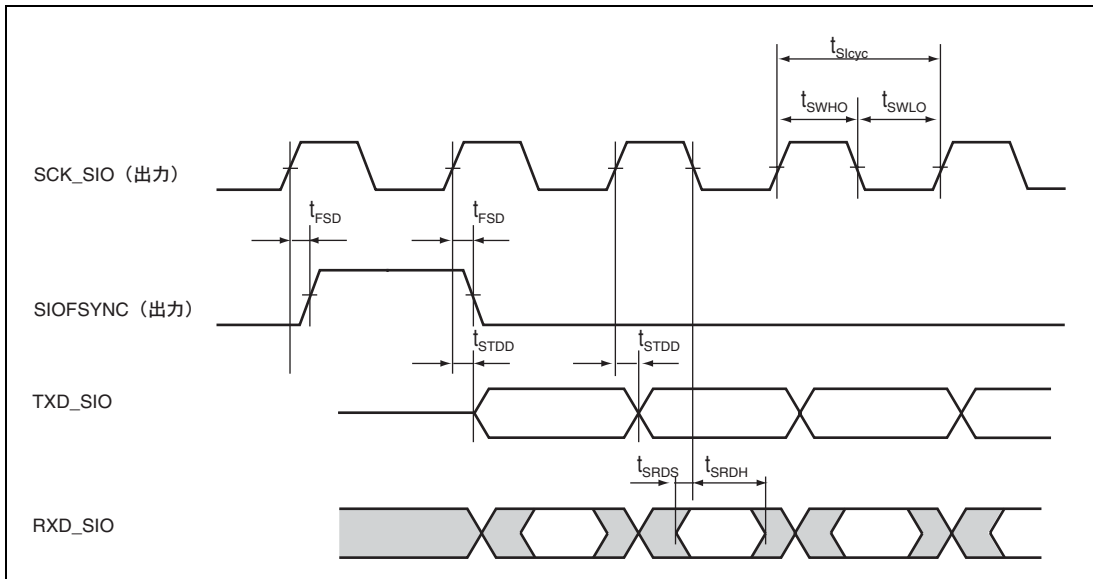 tSIcyc
tSWHO tSWLO
SCK_SIO（出力）
tFSD tFSD
SIOFSYNC（出力）
tSTDD tSTDD
TXD_SIO
tSRDS tSRDH
RXD_SIO